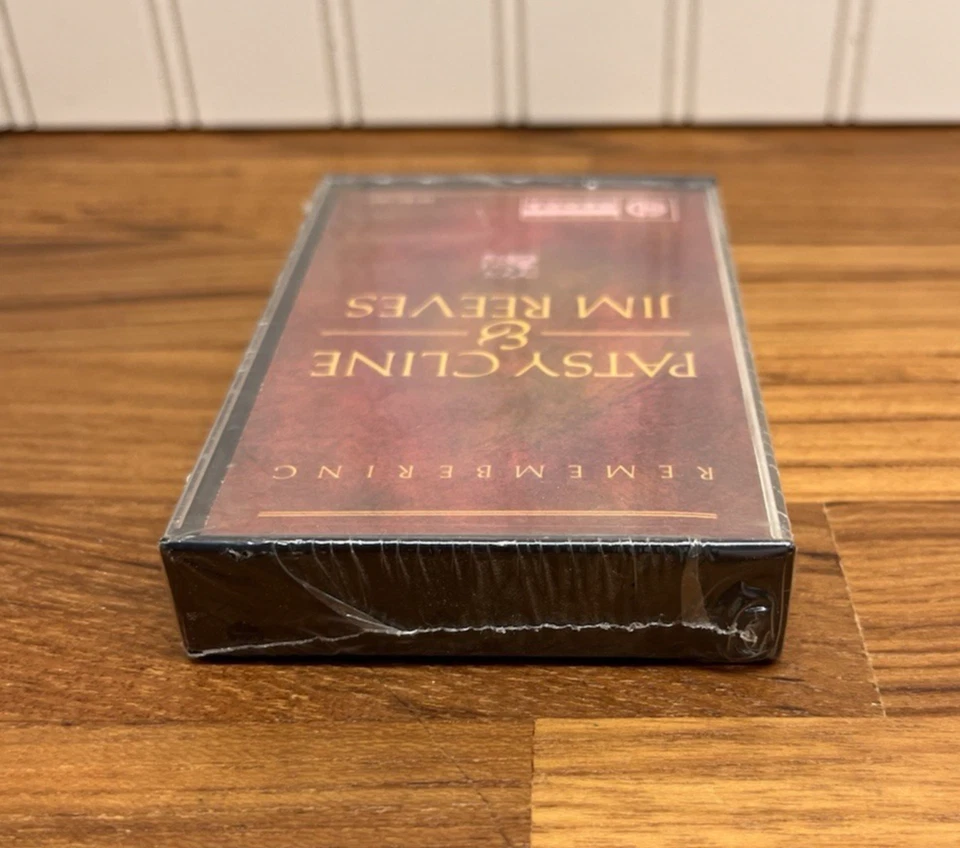 REMEMBERING
PATSY CLINE
&
JIM REEVES